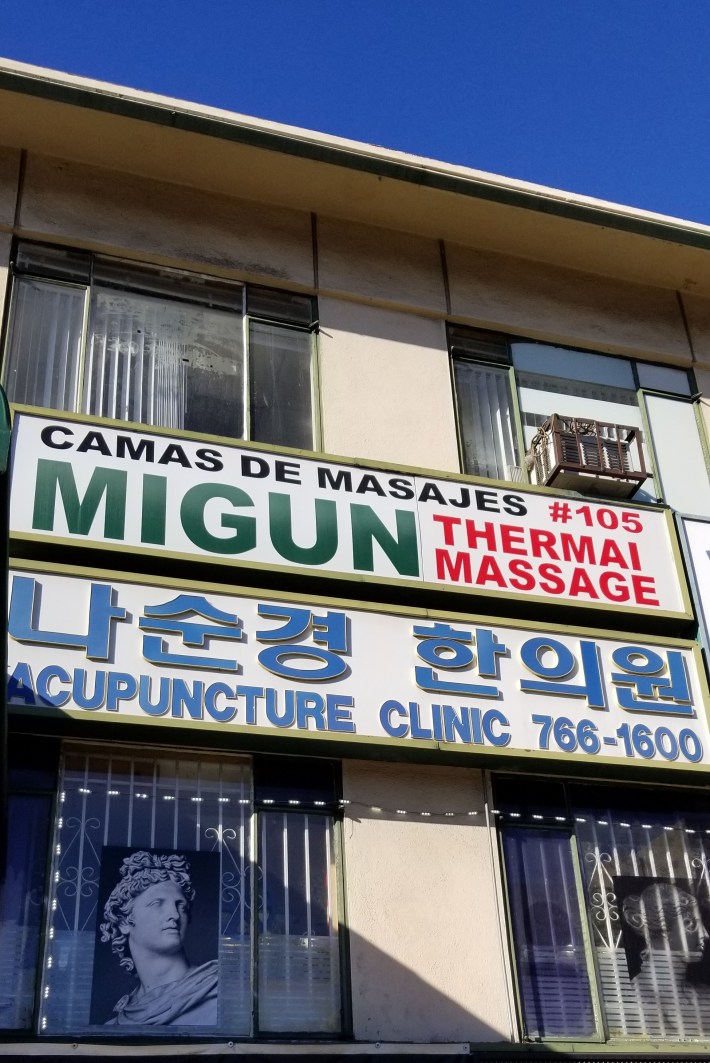 CAMAS DE MASAJES #105
MIGUN THERMAI
MASSAGE
나순경 한의원
ACUPUNCTURE CLINIC 766-1600